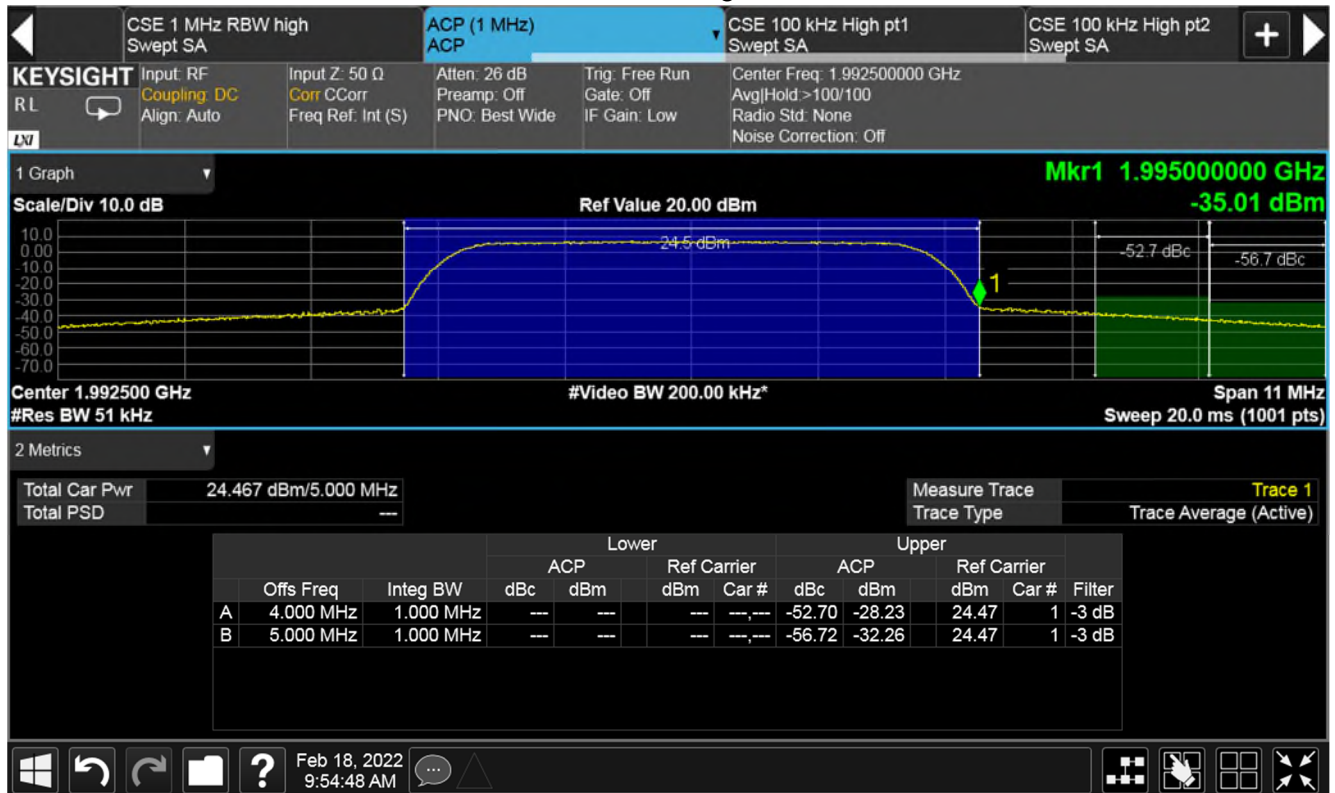 CSE 1 MHz RBW high
Swept SA
ACP (1 MHz)
ACP
CSE 100 kHz High pt1
Swept SA
CSE 100 kHz High pt2
Swept SA
KEYSIGHT
RL
LXI
Input: RF
Coupling: DC
Align: Auto
Input Z: 50 Ω
Corr CCorr
Freq Ref: Int (S)
Atten: 26 dB
Preamp: Off
PNO: Best Wide
Trig: Free Run
Gate: Off
IF Gain: Low
Center Freq: 1.992500000 GHz
Avg|Hold:>100/100
Radio Std: None
Noise Correction: Off
1 Graph
Mkr1 1.995000000 GHz
Scale/Div 10.0 dB Ref Value 20.00 dBm -35.01 dBm
10.0
0.00
-10.0
-20.0
-30.0
-40.0
-50.0
-60.0
-70.0
24.5 dBm
1
-52.7 dBc
-56.7 dBc
Center 1.992500 GHz #Video BW 200.00 kHz* Span 11 MHz
#Res BW 51 kHz Sweep 20.0 ms (1001 pts)
2 Metrics
Total Car Pwr 24.467 dBm/5.000 MHz
Total PSD ---
Measure Trace Trace 1
Trace Type Trace Average (Active)
Lower Upper
ACP Ref Carrier ACP Ref Carrier
Offs Freq Integ BW dBc dBm dBm Car # dBc dBm dBm Car # Filter
A 4.000 MHz 1.000 MHz --- --- --- ---,--- -52.70 -28.23 24.47 1 -3 dB
B 5.000 MHz 1.000 MHz --- --- --- ---,--- -56.72 -32.26 24.47 1 -3 dB
Feb 18, 2022
9:54:48 AM